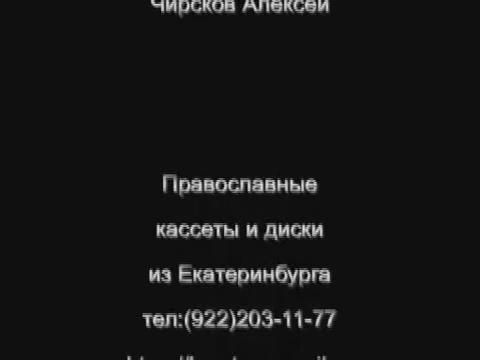 Чирсков Алексей
Православные
кассеты и диски
из Екатеринбурга
тел:(922)203-11-77